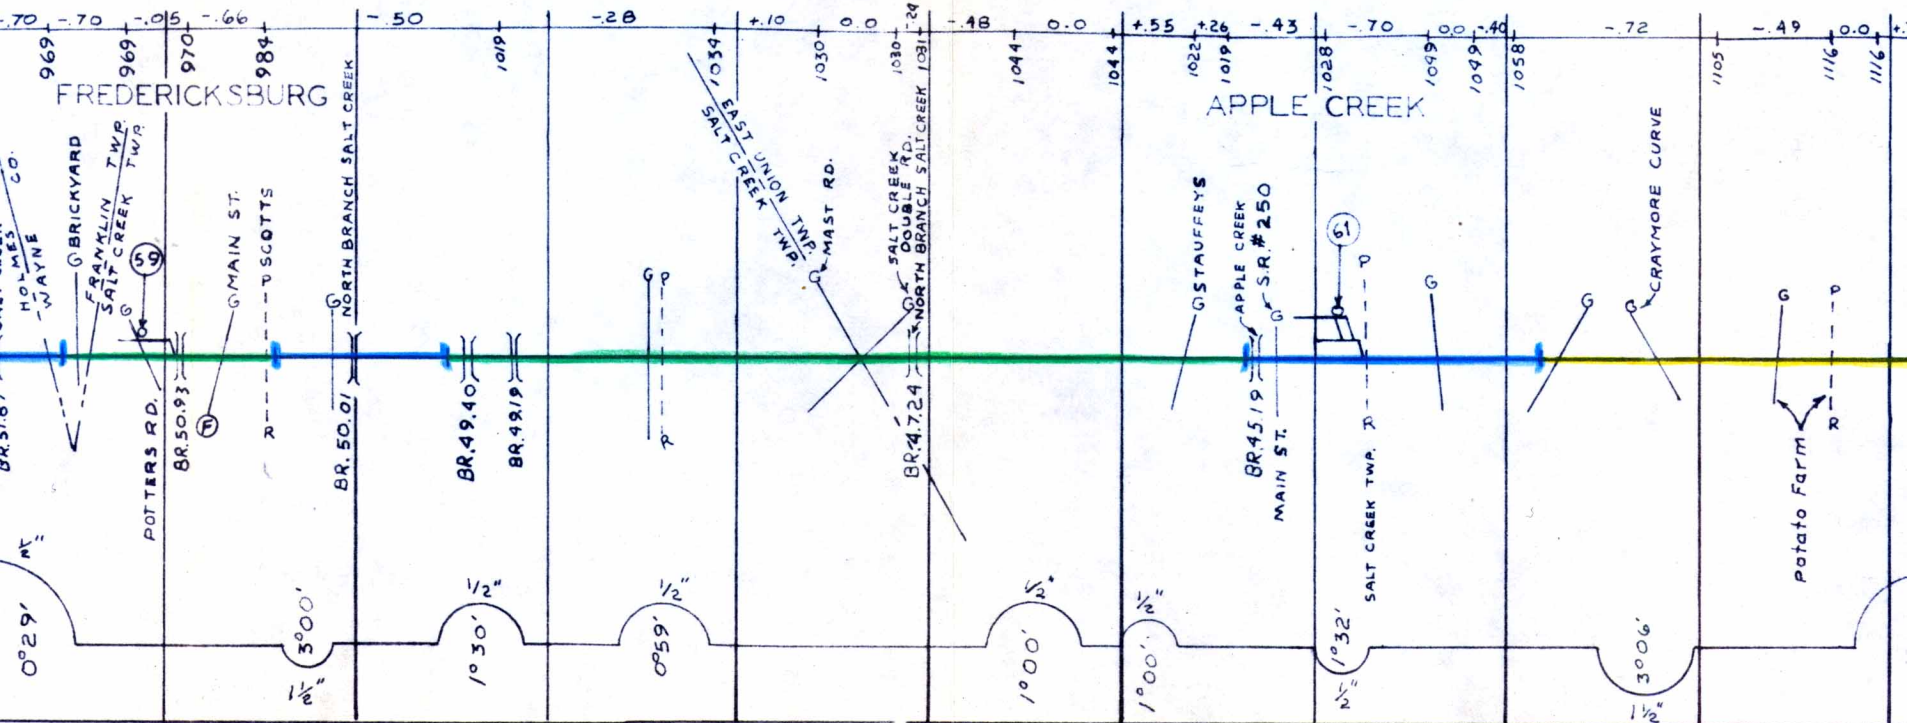 -.70 -.70 -.05 -.66 -.50 -.28 +.10 0.0 -.24 -.48 0.0 +.55 +.26 -.43 -.70 0.0 -.40 -.72 -.49 0.0
969 969 970 984 1019 1034 1030 1030 1031 1044 1044 1022 1019 1028 1049 1049 1058 1105 1116 1116
FREDERICKSBURG
APPLE CREEK
HOLMES CO.
WAYNE
G BRICKYARD
FRANKLIN TWP.
SALT CREEK TWP.
59
G
G
POTTERS RD.
BR. 50.93
G MAIN ST.
F
P SCOTTS
R
G
NORTH BRANCH SALT CREEK
BR. 50.01
BR. 49.40
BR. 49.19
G P
R
EAST UNION TWP.
SALT CREEK TWP.
G MAST RD.
SALT CREEK
G DOUBLE RD.
NORTH BRANCH SALT CREEK
BR. 47.24
G STAUFFEYS
APPLE CREEK
S.R. # 250
BR. 45.19
G
MAIN ST.
61
G
P
R
SALT CREEK TWP.
G
G
G CRAYMORE CURVE
G
P
R
Potato Farm
0°29'
3°00'
1½"
1°30'
1/2"
0°59'
1/2"
1°00'
1/2"
1°00'
1/2"
1°32'
1/2"
3°06'
1½"